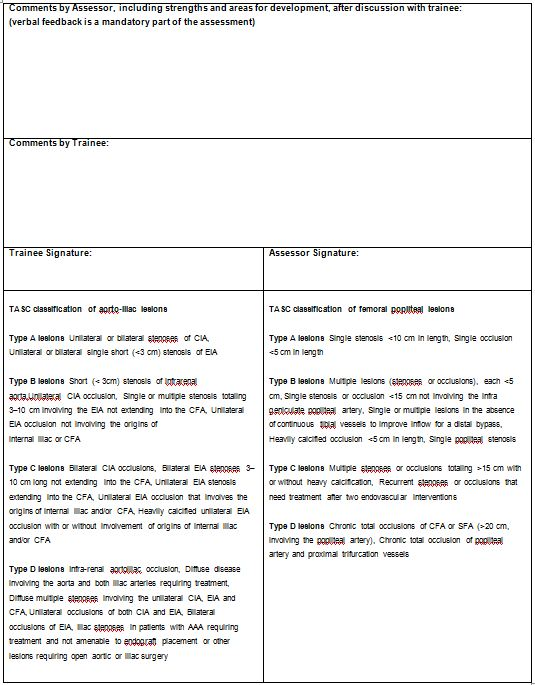 Comments by Assessor, including strengths and areas for development, after discussion with trainee:
(verbal feedback is a mandatory part of the assessment)
Comments by Trainee:
Trainee Signature:
Assessor Signature:
TASC classification of aorto-iliac lesions
Type A lesions Unilateral or bilateral stenoses of CIA,
Unilateral or bilateral single short (<3 cm) stenosis of EIA
Type B lesions Short (< 3cm) stenosis of infrarenal
aorta,Unilateral CIA occlusion, Single or multiple stenosis totaling
3–10 cm involving the EIA not extending into the CFA, Unilateral
EIA occlusion not involving the origins of
internal iliac or CFA
Type C lesions Bilateral CIA occlusions, Bilateral EIA stenoses 3–
10 cm long not extending into the CFA, Unilateral EIA stenosis
extending into the CFA, Unilateral EIA occlusion that involves the
origins of internal iliac and/or CFA, Heavily calcified unilateral EIA
occlusion with or without involvement of origins of internal iliac
and/or CFA
Type D lesions Infra-renal aortoiliac occlusion, Diffuse disease
involving the aorta and both iliac arteries requiring treatment,
Diffuse multiple stenoses involving the unilateral CIA, EIA and
CFA, Unilateral occlusions of both CIA and EIA, Bilateral
occlusions of EIA, Iliac stenoses in patients with AAA requiring
treatment and not amenable to endograft placement or other
lesions requiring open aortic or iliac surgery
TASC classification of femoral popliteal lesions
Type A lesions Single stenosis <10 cm in length, Single occlusion
<5 cm in length
Type B lesions Multiple lesions (stenoses or occlusions), each <5
cm, Single stenosis or occlusion <15 cm not involving the infra
geniculate popliteal artery, Single or multiple lesions in the absence
of continuous tibial vessels to improve inflow for a distal bypass,
Heavily calcified occlusion <5 cm in length, Single popliteal stenosis
Type C lesions Multiple stenoses or occlusions totaling >15 cm with
or without heavy calcification, Recurrent stenoses or occlusions that
need treatment after two endovascular interventions
Type D lesions Chronic total occlusions of CFA or SFA (>20 cm,
involving the popliteal artery), Chronic total occlusion of popliteal
artery and proximal trifurcation vessels